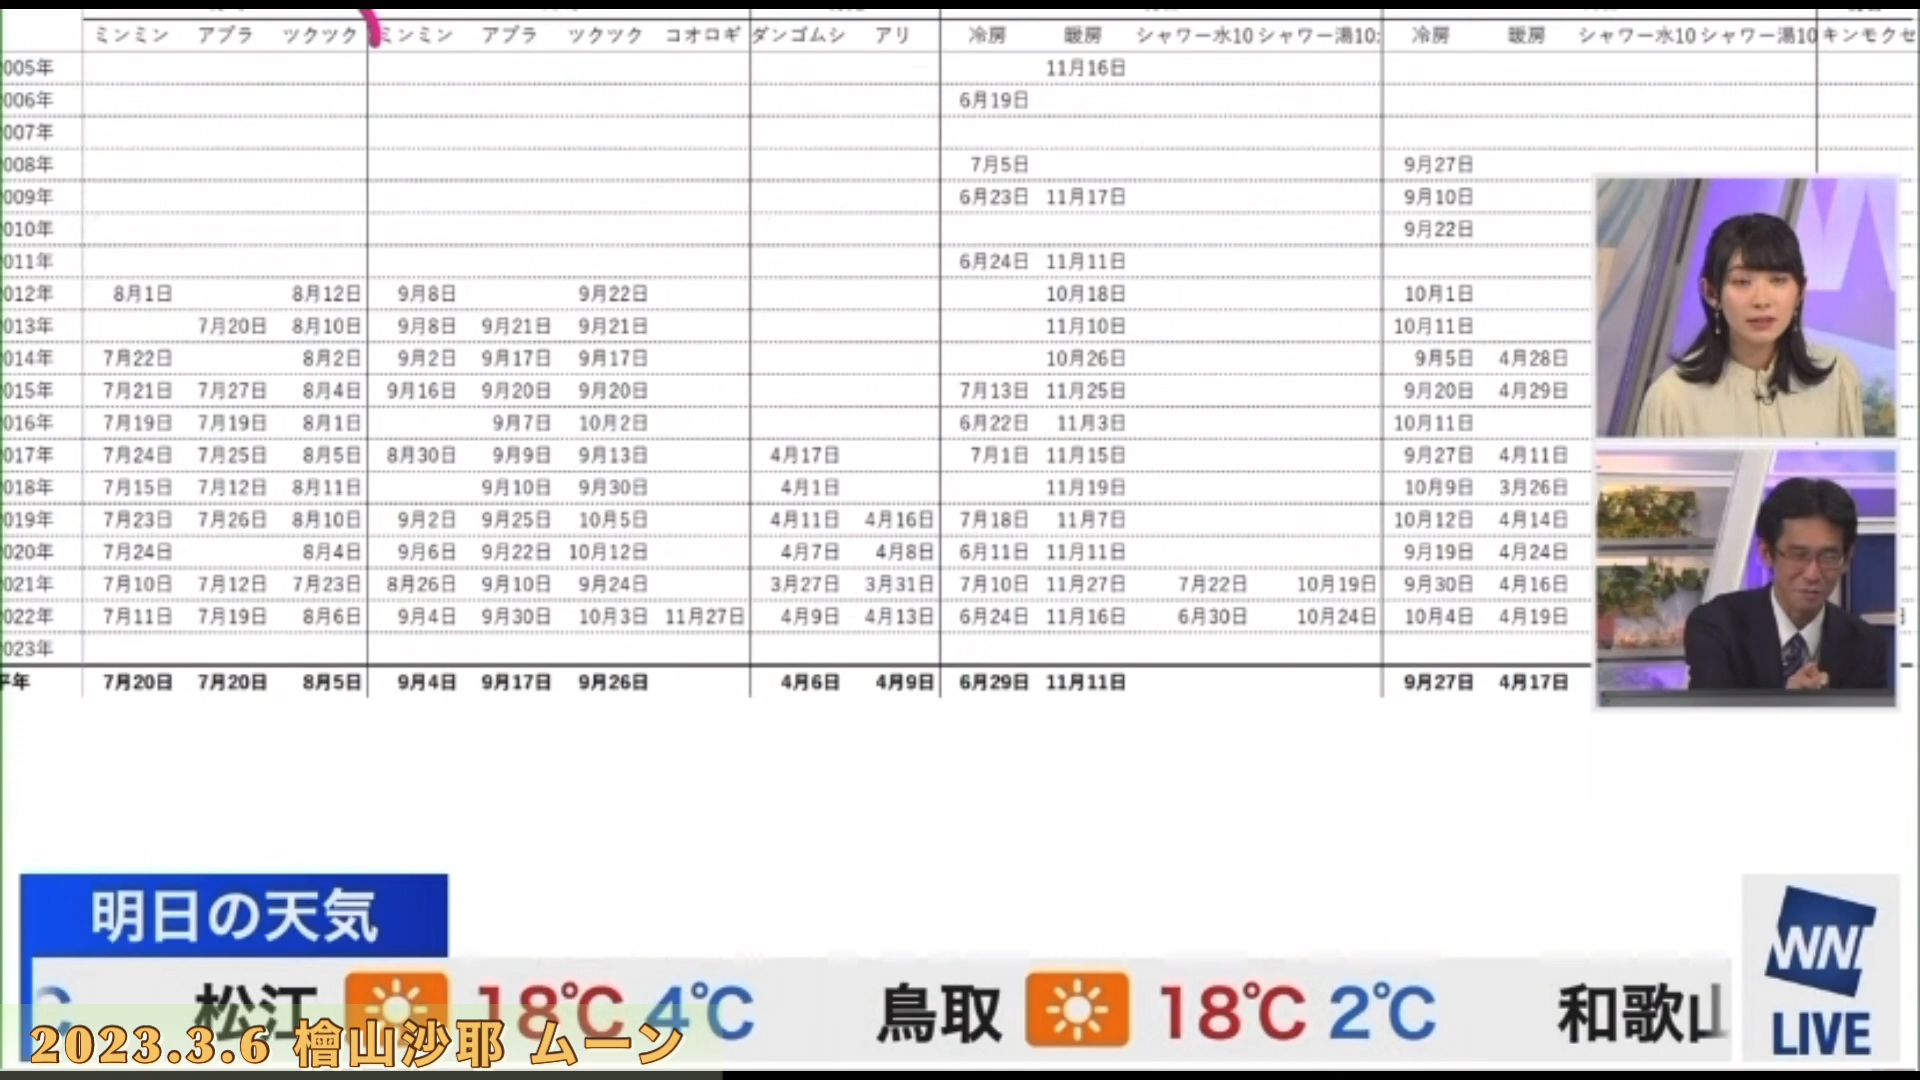 ミンミン アブラ ツクツク ミンミン アブラ ツクツク コオロギ ダンゴムシ アリ 冷房 暖房 シャワー水10 シャワー湯10 冷房 暖房 シャワー水10 シャワー湯10 キンモクセ
005年 11月16日
006年 6月19日
007年
008年 7月5日 9月27日
009年 6月23日 11月17日 9月10日
010年 9月22日
011年 6月24日 11月11日
012年 8月1日 8月12日 9月8日 9月22日 10月18日 10月1日
013年 7月20日 8月10日 9月8日 9月21日 9月21日 11月10日 10月11日
014年 7月22日 8月2日 9月2日 9月17日 9月17日 10月26日 9月5日 4月28日
015年 7月21日 7月27日 8月4日 9月16日 9月20日 9月20日 7月13日 11月25日 9月20日 4月29日
016年 7月19日 7月19日 8月1日 9月7日 10月2日 6月22日 11月3日 10月11日
017年 7月24日 7月25日 8月5日 8月30日 9月9日 9月13日 4月17日 7月1日 11月15日 9月27日 4月11日
018年 7月15日 7月12日 8月11日 9月10日 9月30日 4月1日 11月19日 10月9日 3月26日
019年 7月23日 7月26日 8月10日 9月2日 9月25日 10月5日 4月11日 4月16日 7月18日 11月7日 10月12日 4月14日
020年 7月24日 8月4日 9月6日 9月22日 10月12日 4月7日 4月8日 6月11日 11月11日 9月19日 4月24日
021年 7月10日 7月12日 7月23日 8月26日 9月10日 9月24日 3月27日 3月31日 7月10日 11月27日 7月22日 10月19日 9月30日 4月16日
022年 7月11日 7月19日 8月6日 9月4日 9月30日 10月3日 11月27日 4月9日 4月13日 6月24日 11月16日 6月30日 10月24日 10月4日 4月19日
023年
平年 7月20日 7月20日 8月5日 9月4日 9月17日 9月26日 4月6日 4月9日 6月29日 11月11日 9月27日 4月17日
明日の天気
松江 18℃ 4℃ 鳥取 18℃ 2℃ 和歌山
WNI
LIVE
2023.3.6 檜山沙耶 ムーン